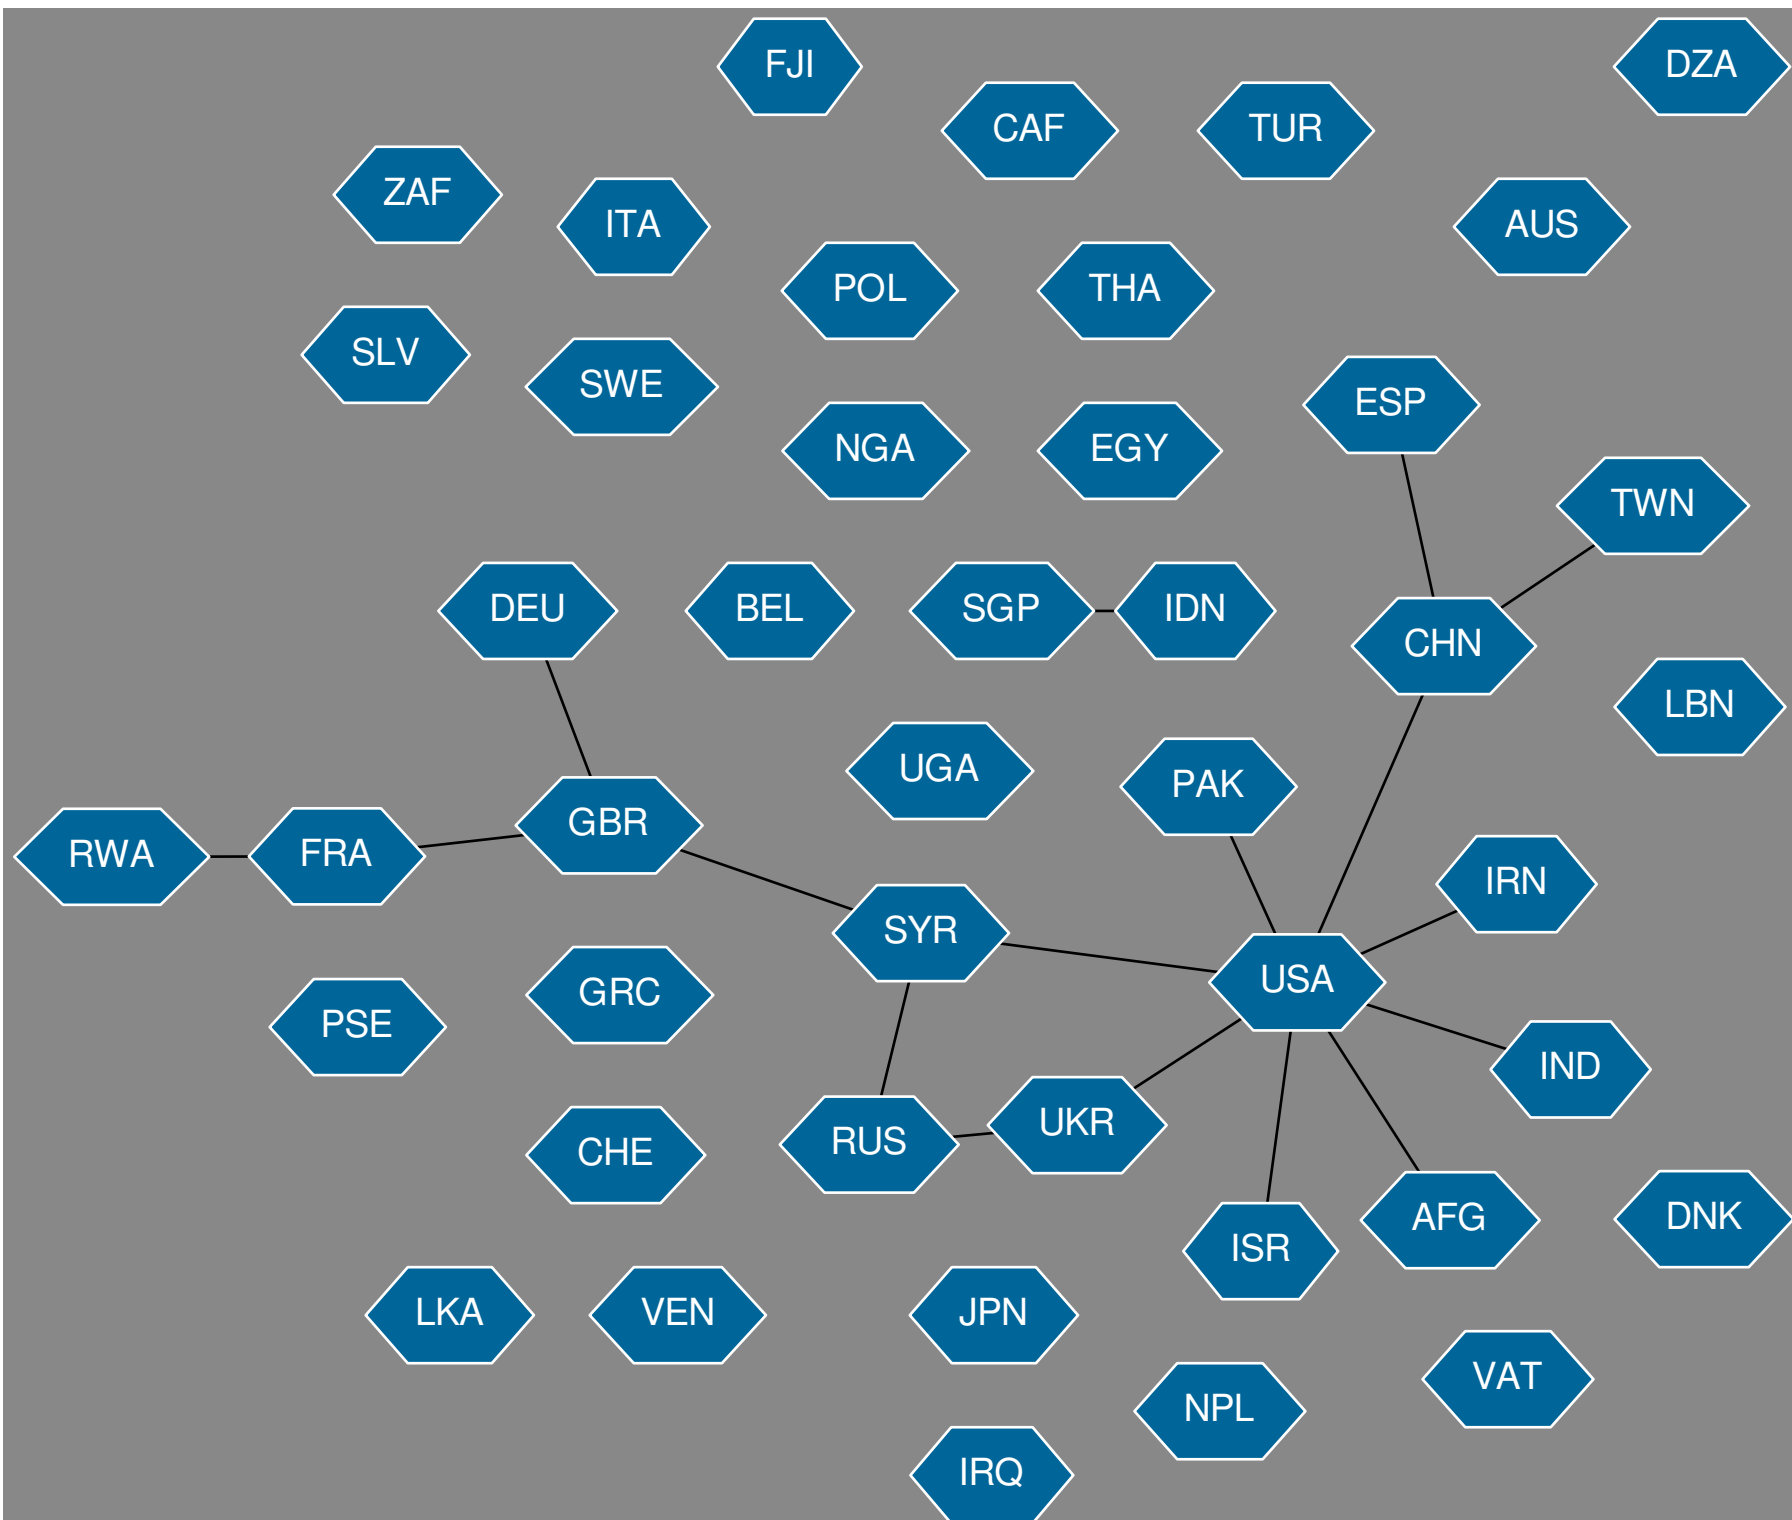 FJI
DZA
CAF
TUR
ZAF
ITA
AUS
POL
THA
SLV
SWE
ESP
NGA
EGY
TWN
DEU
BEL
SGP
IDN
CHN
LBN
UGA
PAK
GBR
RWA
FRA
IRN
SYR
USA
GRC
PSE
IND
UKR
RUS
CHE
AFG
DNK
ISR
LKA
VEN
JPN
VAT
NPL
IRQ